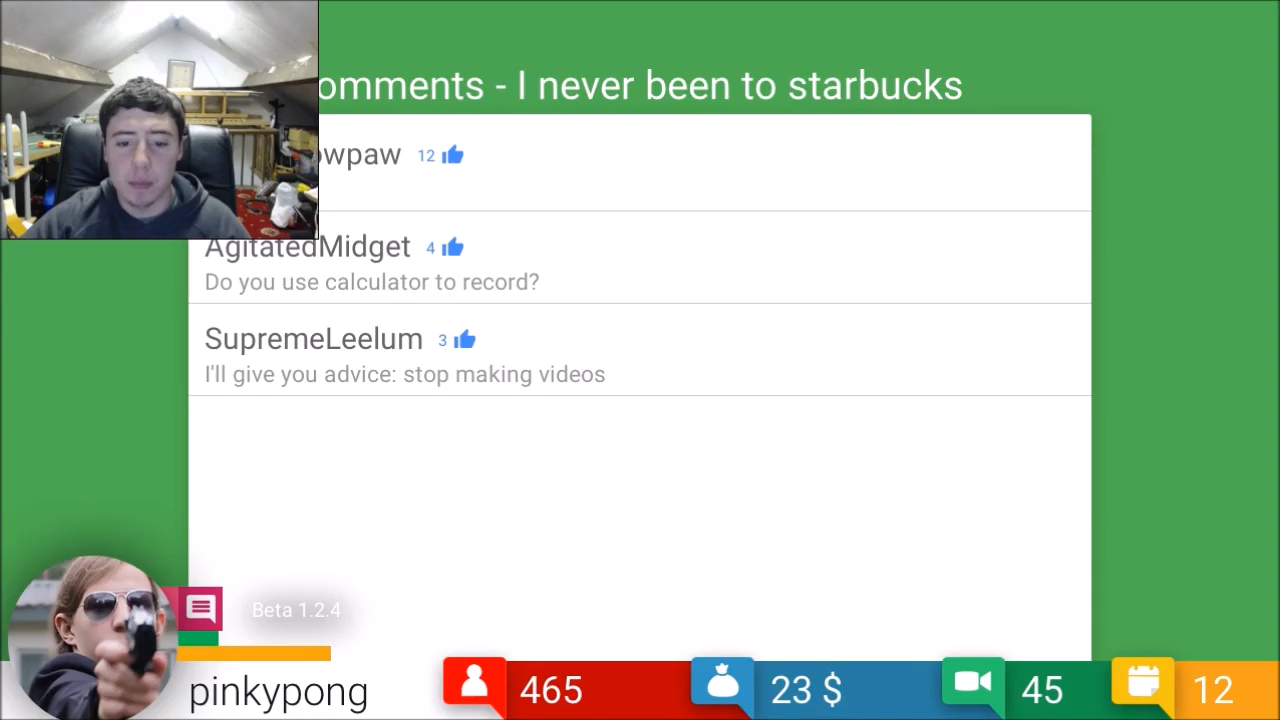 omments - I never been to starbucks
owpaw 12
AgitatedMidget 4
Do you use calculator to record?
SupremeLeelum 3
I'll give you advice: stop making videos
Beta 1.2.4
pinkypong 465 23 $ 45 12